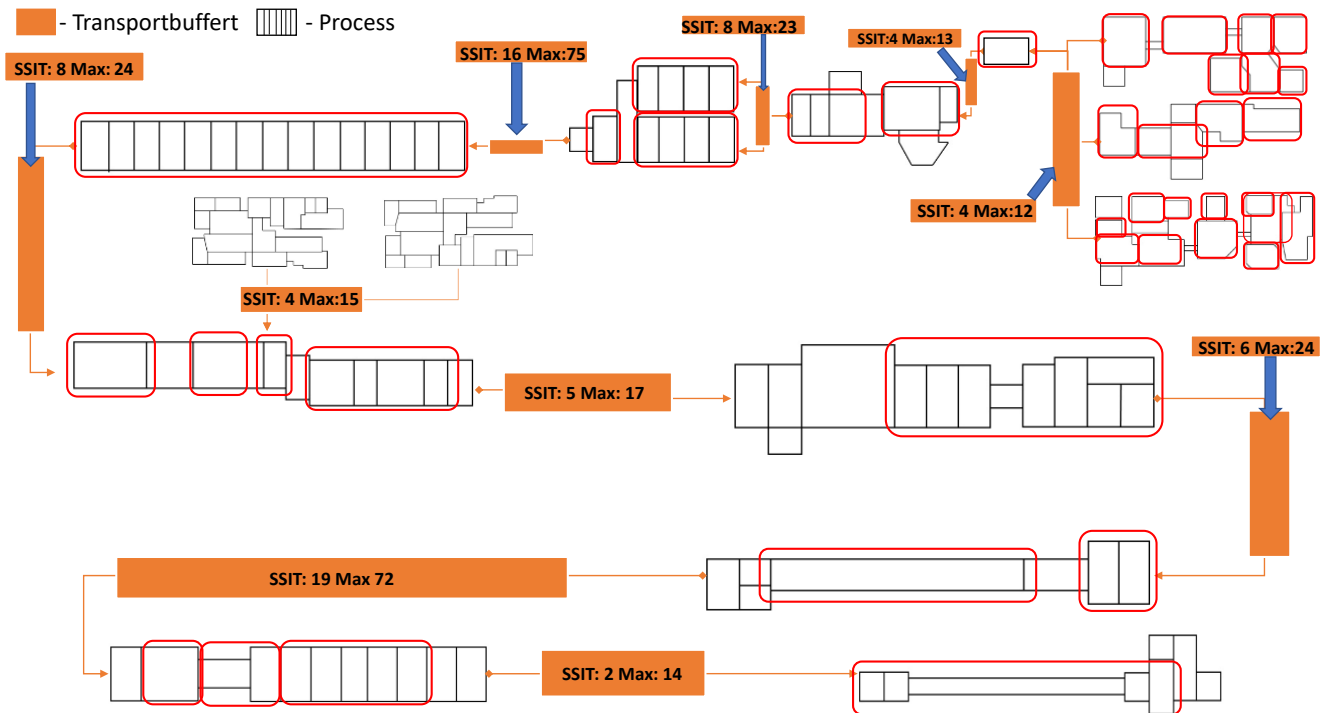 - Transportbuffert
- Process
SSIT: 8 Max: 24
SSIT: 16 Max:75
SSIT: 8 Max:23
SSIT:4 Max:13
SSIT: 4 Max:12
SSIT: 4 Max:15
SSIT: 5 Max: 17
SSIT: 6 Max:24
SSIT: 19 Max 72
SSIT: 2 Max: 14